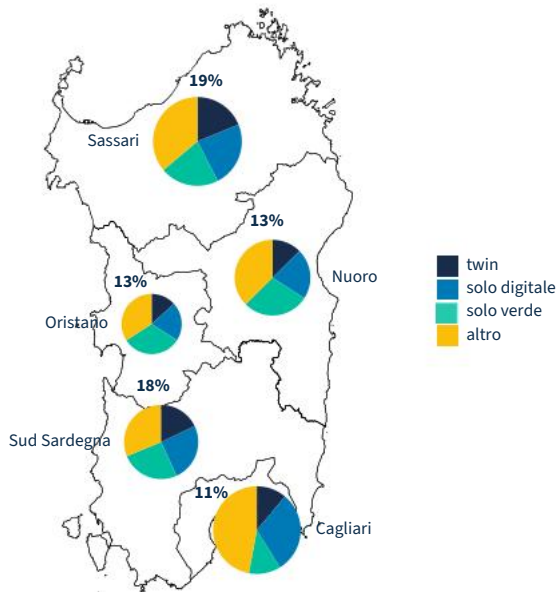 19%
Sassari
13%
Nuoro
13%
Oristano
18%
Sud Sardegna
11%
Cagliari
twin
solo digitale
solo verde
altro